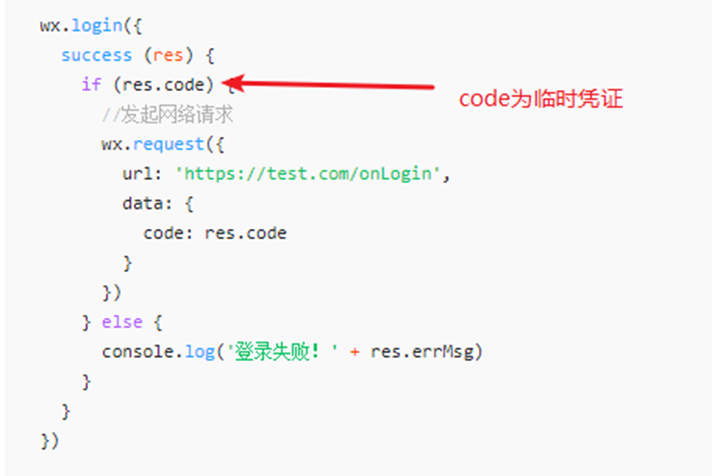 wx.login({
  success (res) {
    if (res.code) {
code为临时凭证
      //发起网络请求
      wx.request({
        url: 'https://test.com/onLogin',
        data: {
          code: res.code
        }
      })
    } else {
      console.log('登录失败！' + res.errMsg)
    }
  }
})